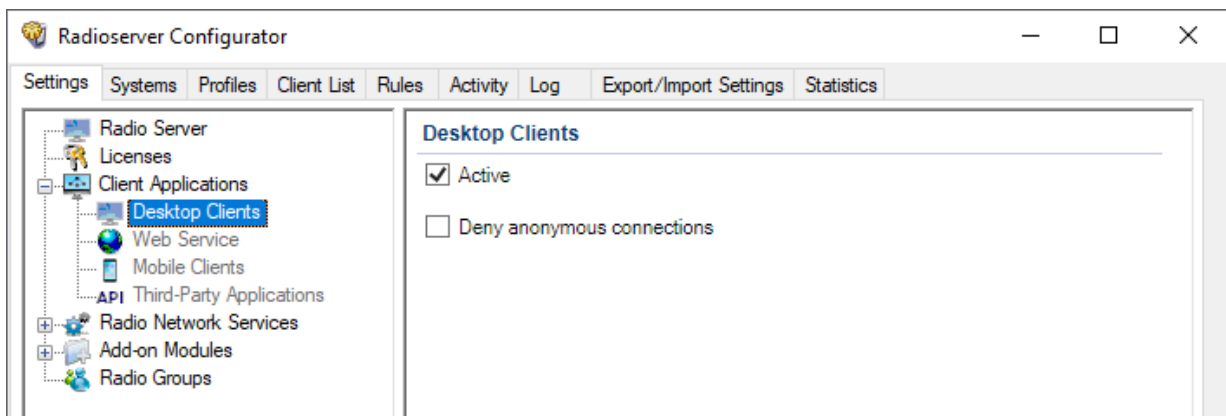 Radioserver Configurator
Settings Systems Profiles Client List Rules Activity Log Export/Import Settings Statistics
Radio Server
Licenses
Client Applications
Desktop Clients
Web Service
Mobile Clients
API Third-Party Applications
Radio Network Services
Add-on Modules
Radio Groups
Desktop Clients
Active
Deny anonymous connections